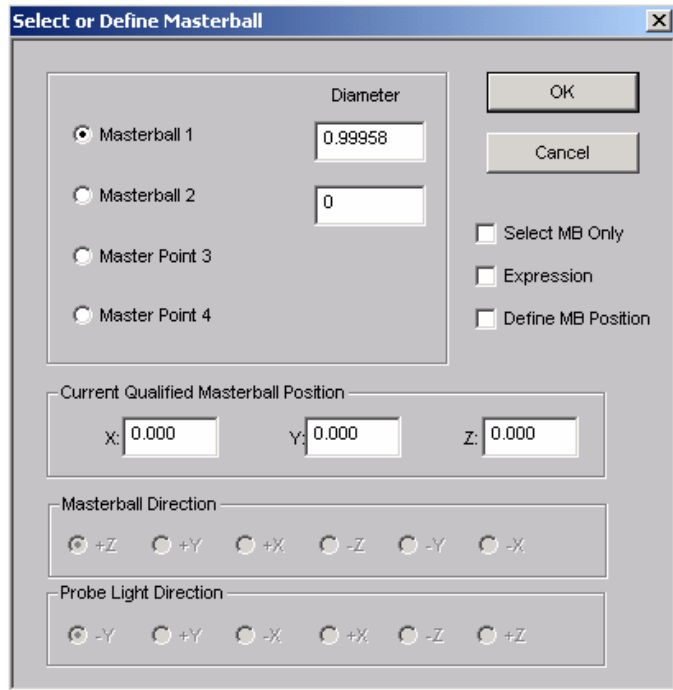 Select or Define Masterball
Diameter
OK
Masterball 1
0.99958
Cancel
Masterball 2
0
Select MB Only
Master Point 3
Expression
Master Point 4
Define MB Position
Current Qualified Masterball Position
X: 0.000 Y: 0.000 Z: 0.000
Masterball Direction
+Z +Y +X -Z -Y -X
Probe Light Direction
-Y +Y -X +X -Z +Z